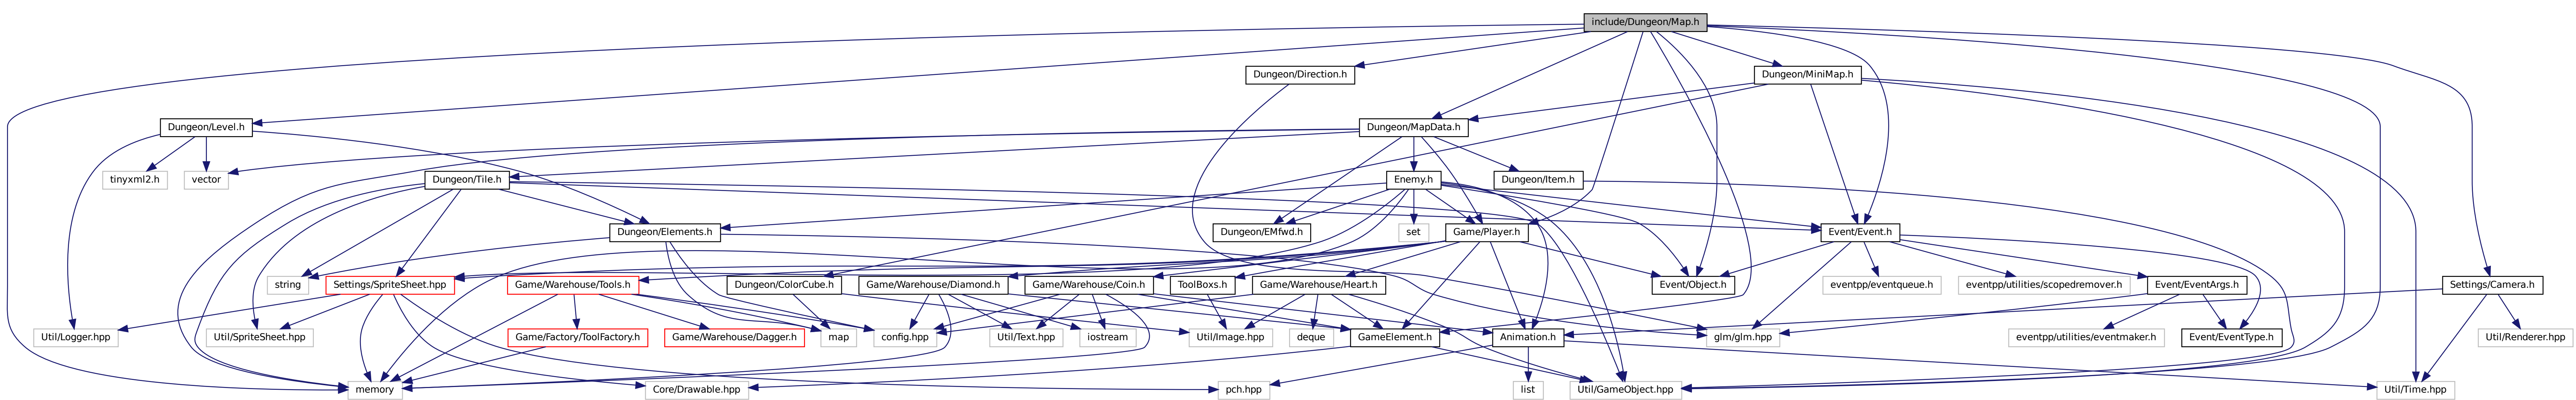 include/Dungeon/Map.h
Dungeon/Direction.h
Dungeon/MiniMap.h
Dungeon/Level.h
Dungeon/MapData.h
tinyxml2.h
vector
Dungeon/Tile.h
Enemy.h
Dungeon/Item.h
Dungeon/Elements.h
Dungeon/EMfwd.h
set
Game/Player.h
Event/Event.h
string
Settings/SpriteSheet.hpp
Game/Warehouse/Tools.h
Dungeon/ColorCube.h
Game/Warehouse/Diamond.h
Game/Warehouse/Coin.h
ToolBoxs.h
Game/Warehouse/Heart.h
Event/Object.h
eventpp/eventqueue.h
eventpp/utilities/scopedremover.h
Event/EventArgs.h
Settings/Camera.h
Util/Logger.hpp
Util/SpriteSheet.hpp
Game/Factory/ToolFactory.h
Game/Warehouse/Dagger.h
map
config.hpp
Util/Text.hpp
iostream
Util/Image.hpp
deque
GameElement.h
Animation.h
glm/glm.hpp
eventpp/utilities/eventmaker.h
Event/EventType.h
Util/Renderer.hpp
memory
Core/Drawable.hpp
pch.hpp
list
Util/GameObject.hpp
Util/Time.hpp